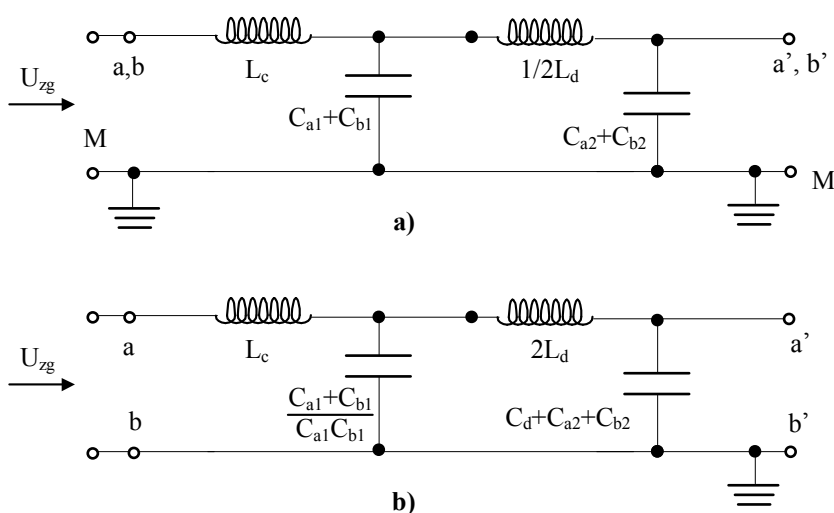 a,b
L_c
1/2L_d
a', b'
U_zg
C_a1+C_b1
C_a2+C_b2
M
M
a)
a
L_c
2L_d
a'
U_zg
C_a1+C_b1
C_a1C_b1
C_d+C_a2+C_b2
b
b'
b)